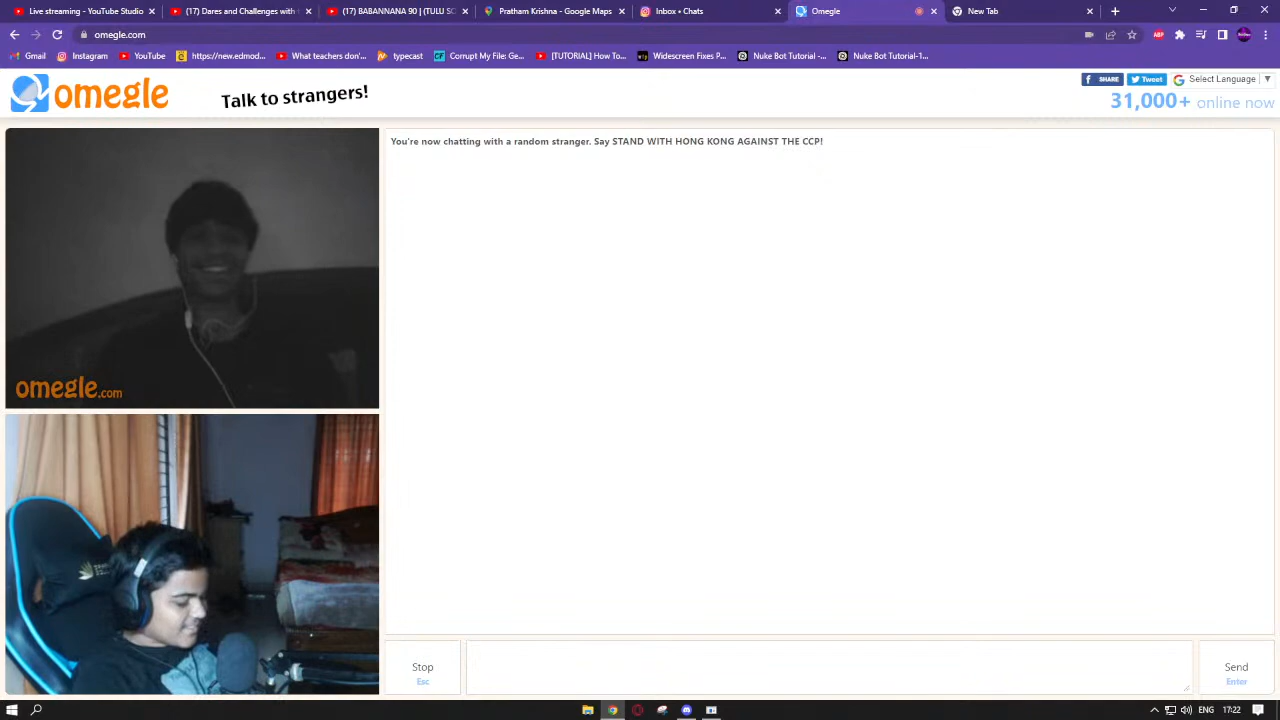 Live streaming - YouTube Studio
(17) Dares and Challenges with
(17) BABANNANA 90 | (TULU SC
Pratham Krishna - Google Maps
Inbox • Chats
Omegle
New Tab
omegle.com
Gmail
Instagram
YouTube
https://new.edmod...
What teachers don'...
typecast
Corrupt My File: Ge...
[TUTORIAL] How To...
Widescreen Fixes P...
Nuke Bot Tutorial -...
Nuke Bot Tutorial-1...
omegle
Talk to strangers!
SHARE
Tweet
Select Language
31,000+ online now
You're now chatting with a random stranger. Say STAND WITH HONG KONG AGAINST THE CCP!
omegle.com
Stop
Esc
Send
Enter
ENG
17:22